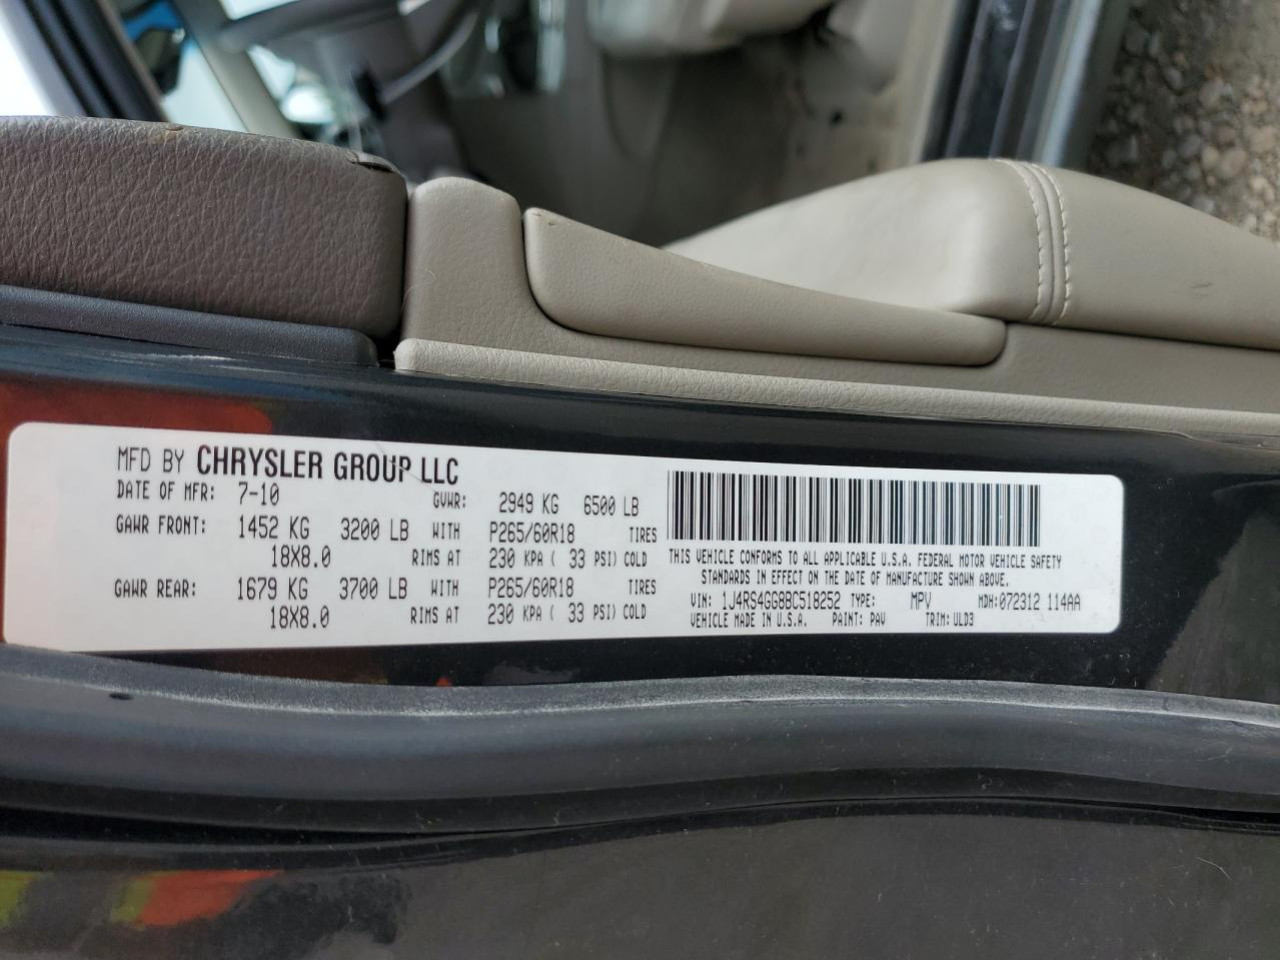 MFD BY CHRYSLER GROUP LLC
DATE OF MFR: 7-10 GVWR: 2949 KG 6500 LB
GAWR FRONT: 1452 KG 3200 LB WITH P265/60R18 TIRES
18X8.0 RIMS AT 230 KPA ( 33 PSI) COLD
GAWR REAR: 1679 KG 3700 LB WITH P265/60R18 TIRES
18X8.0 RIMS AT 230 KPA ( 33 PSI) COLD
THIS VEHICLE CONFORMS TO ALL APPLICABLE U.S.A. FEDERAL MOTOR VEHICLE SAFETY
STANDARDS IN EFFECT ON THE DATE OF MANUFACTURE SHOWN ABOVE.
VIN: 1J4RS4GG8BC518252 TYPE: MPV MDH:072312 114AA
VEHICLE MADE IN U.S.A. PAINT: PAV TRIM: ULD3